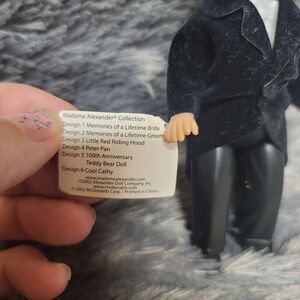 Madame Alexander® Collection
Design 1 Memories of a Lifetime Bride
Design 2 Memories of a Lifetime Groom
Design 3 Little Red Riding Hood
Design 4 Peter Pan
Design 5 100th Anniversary
Teddy Bear Doll
Design 6 Cool Cathy
www.madamealexander.com
©2002 Alexander Doll Company, Inc.
www.mcdonalds.com
© 2002 McDonalds Corp. / Printed in China